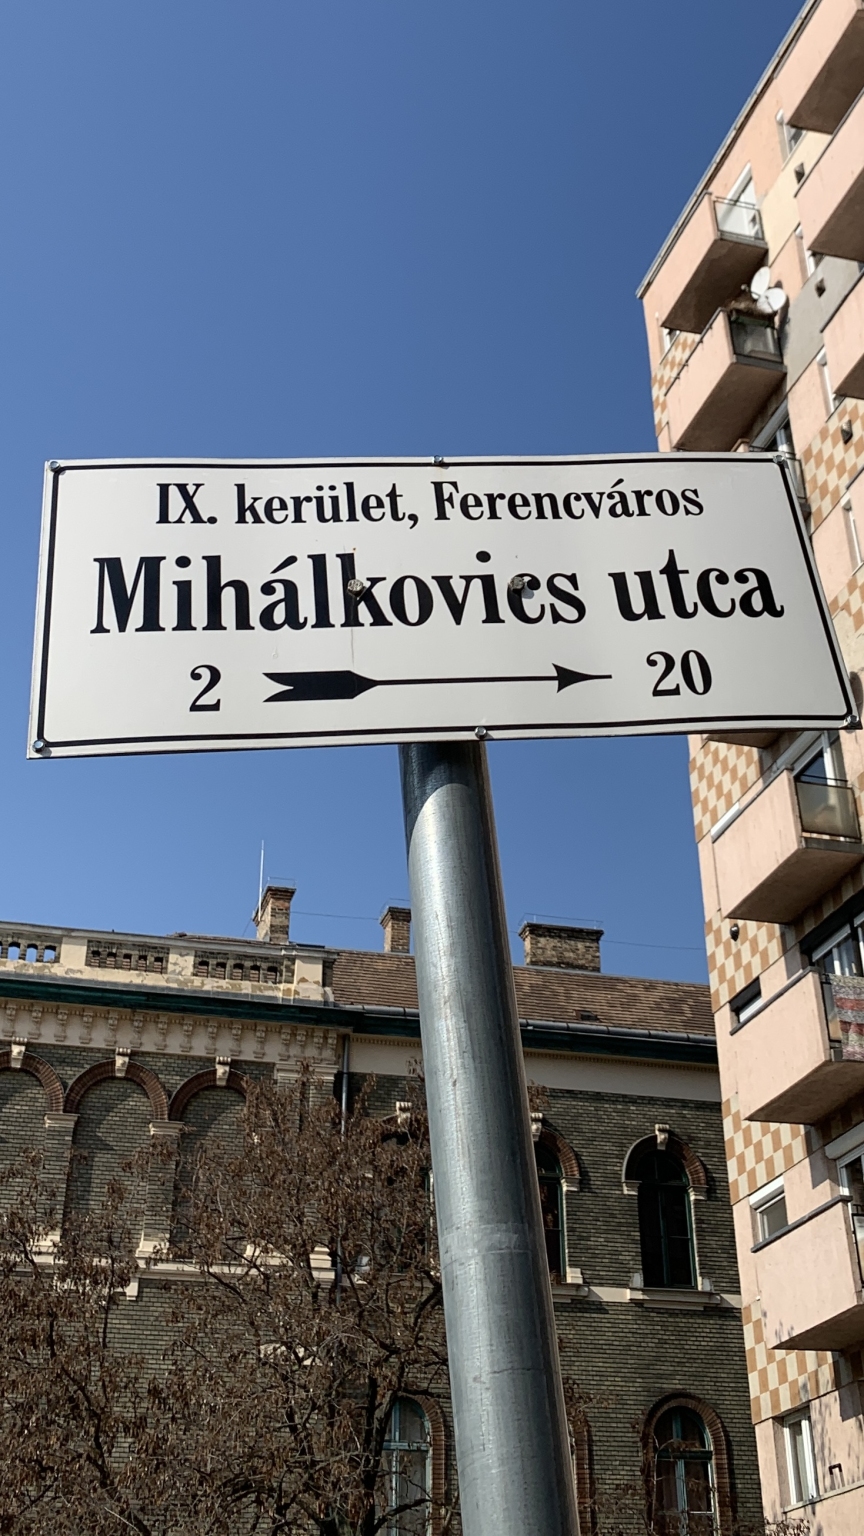 IX. kerület, Ferencváros
Mihálkovics utca
2 20